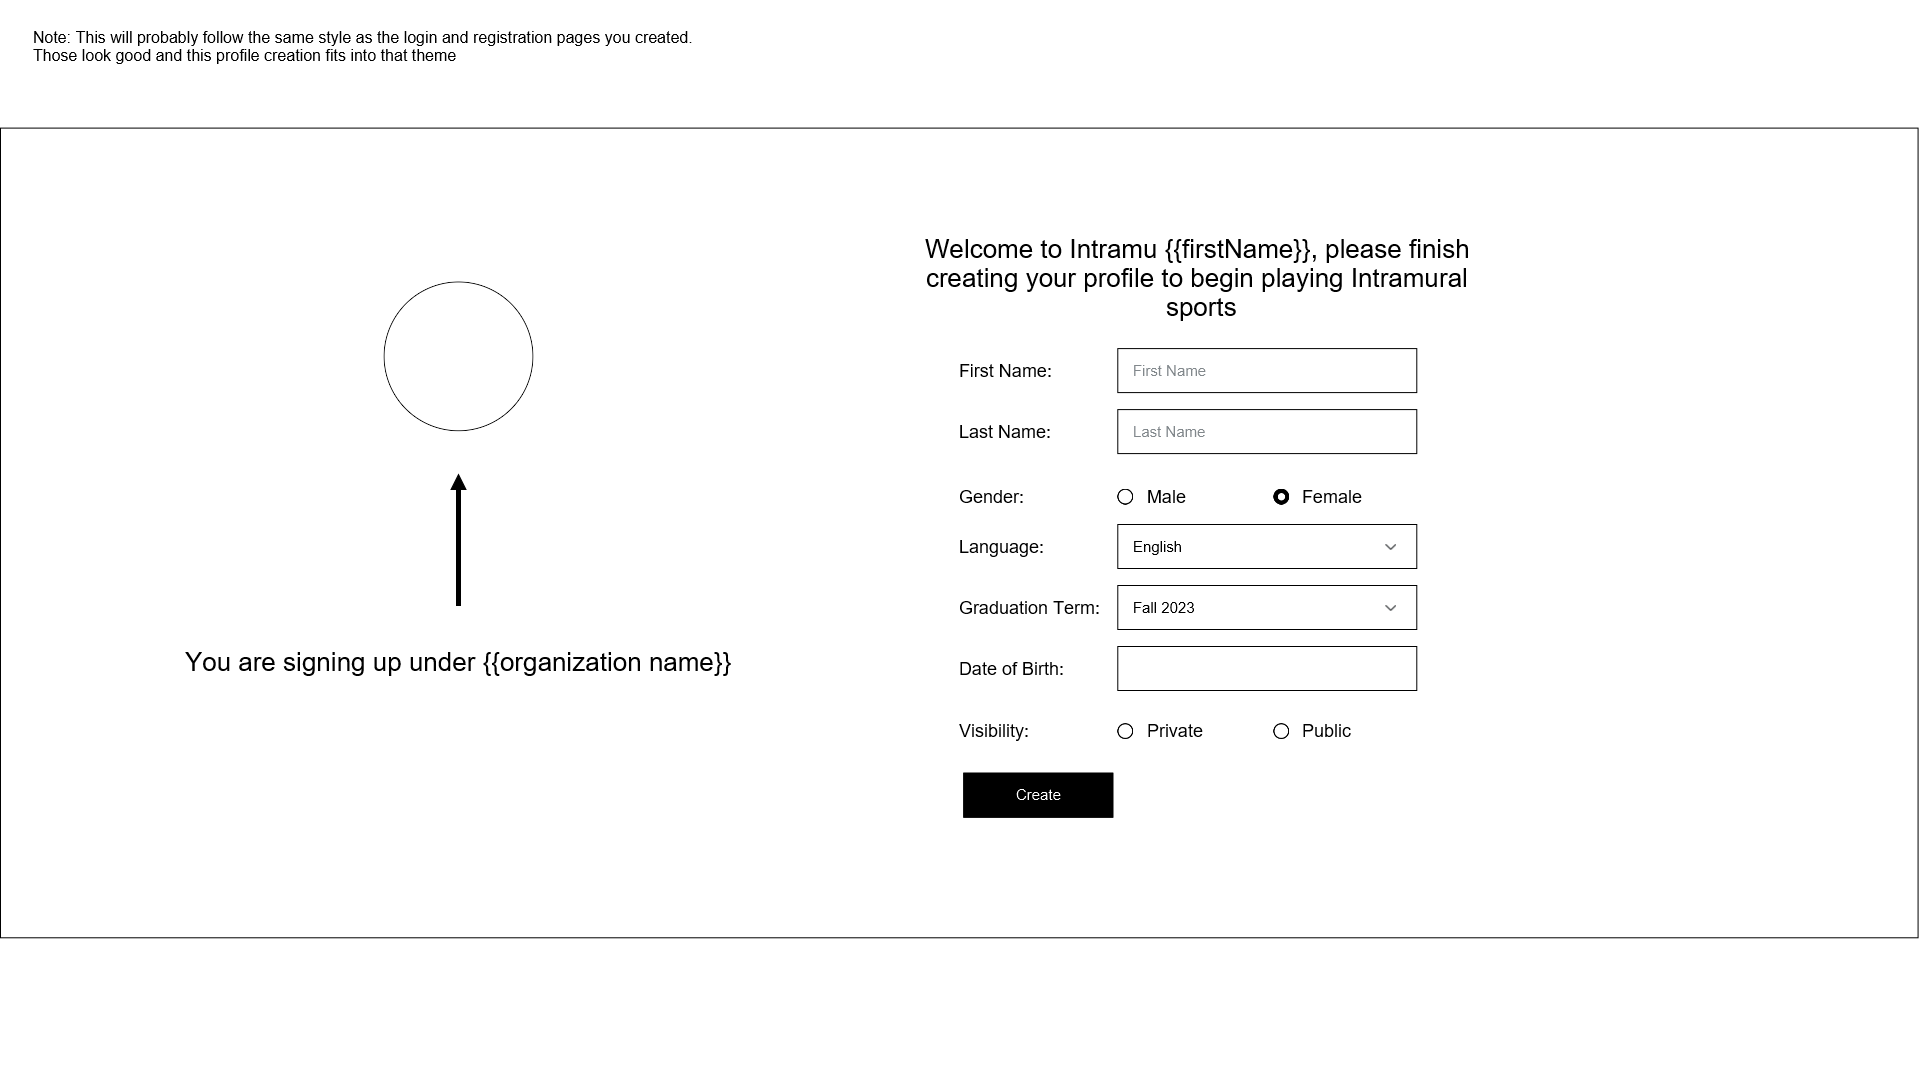 Note: This will probably follow the same style as the login and registration pages you created.
Those look good and this profile creation fits into that theme
Welcome to Intramu {{firstName}}, please finish
creating your profile to begin playing Intramural
sports
First Name:
First Name
Last Name:
Last Name
Gender:
Male
Female
Language:
English
Graduation Term:
Fall 2023
Date of Birth:
Visibility:
Private
Public
Create
You are signing up under {{organization name}}